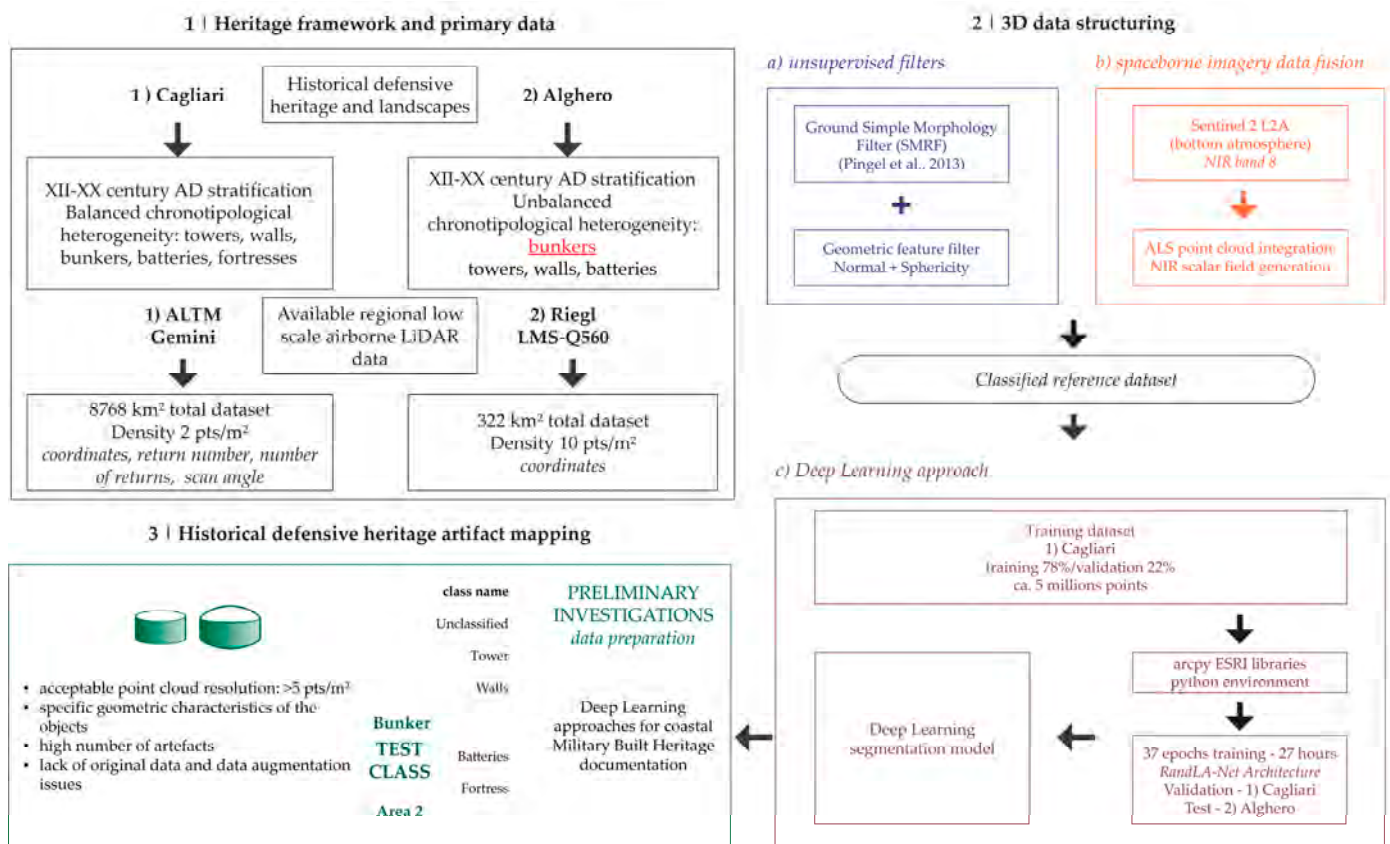 1 | Heritage framework and primary data
1 ) Cagliari
Historical defensive
heritage and landscapes
2) Alghero
XII-XX century AD stratification
Balanced chronotipological
heterogeneity: towers, walls,
bunkers, batteries, fortresses
XII-XX century AD stratification
Unbalanced
chronotipological heterogeneity:
bunkers
towers, walls, batteries
1) ALTM
Gemini
Available regional low
scale airborne LiDAR
data
2) Riegl
LMS-Q560
8768 km² total dataset
Density 2 pts/m²
coordinates, return number, number
of returns, scan angle
322 km² total dataset
Density 10 pts/m²
coordinates
2 | 3D data structuring
a) unsupervised filters
Ground Simple Morphology
Filter (SMRF)
(Pingel et al.. 2013)
+
Geometric feature filter
Normal + Sphericity
b) spaceborne imagery data fusion
Sentinel 2 L2A
(bottom atmosphere)
NIR band 8
ALS point cloud integration
NIR scalar field generation
Classified reference dataset
c) Deep Learning approach
Training dataset
1) Cagliari
training 78%/validation 22%
ca. 5 millions points
arcpy ESRI libraries
python environment
37 epochs training - 27 hours
RandLA-Net Architecture
Validation - 1) Cagliari
Test - 2) Alghero
Deep Learning
segmentation model
3 | Historical defensive heritage artifact mapping
• acceptable point cloud resolution: >5 pts/m²
• specific geometric characteristics of the
objects
• high number of artefacts
• lack of original data and data augmentation
issues
class name
Unclassified
Tower
Walls
Bunker
TEST
CLASS
Area 2
Batteries
Fortress
PRELIMINARY
INVESTIGATIONS
data preparation
Deep Learning
approaches for coastal
Military Built Heritage
documentation